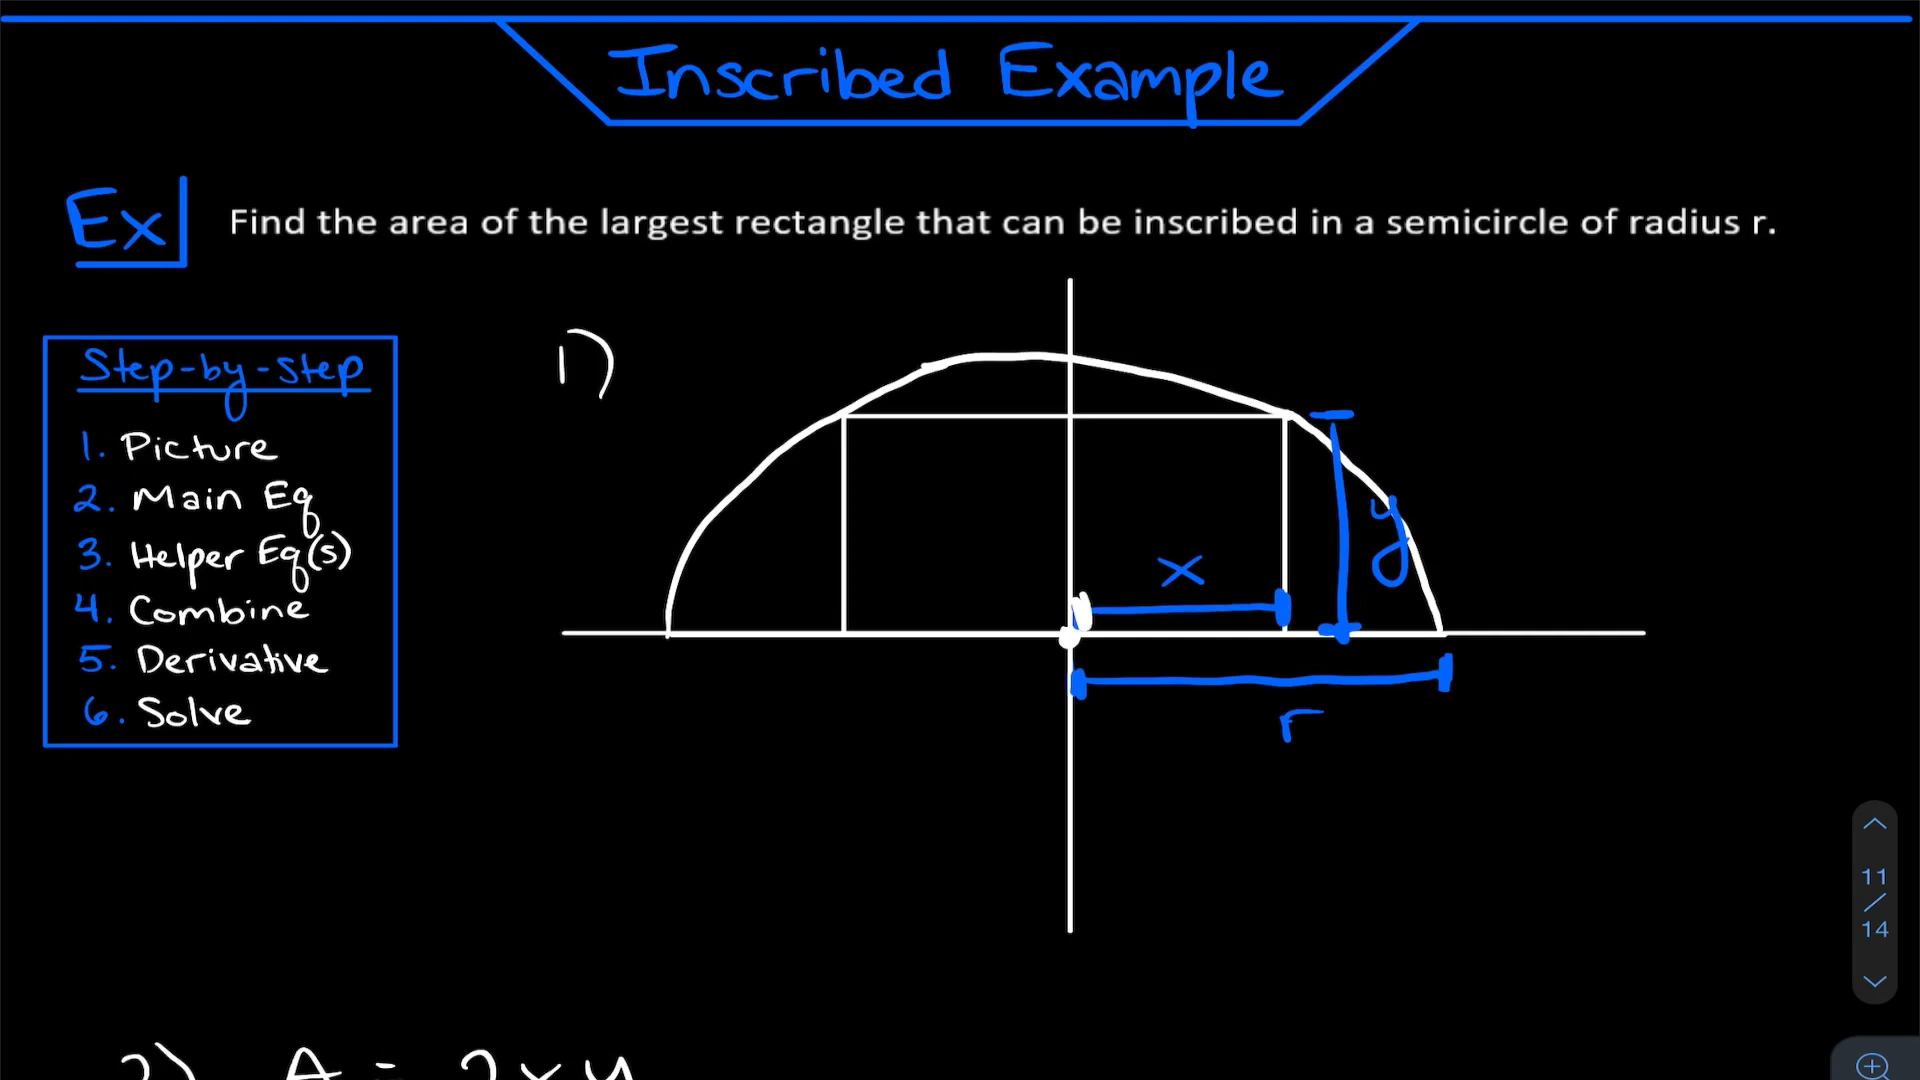 Inscribed Example
Ex Find the area of the largest rectangle that can be inscribed in a semicircle of radius r.
Step-by-step
1. Picture
2. Main Eq
3. Helper Eq(s)
4. Combine
5. Derivative
6. Solve
1)
x
y
r
11
/
14
2) A = 2xy